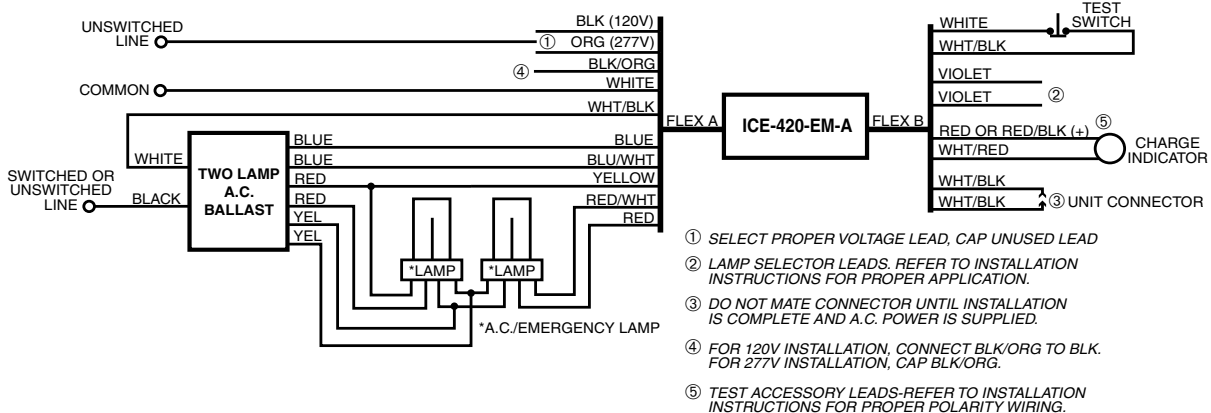 UNSWITCHED
LINE
BLK (120V)
① ORG (277V)
④ BLK/ORG
COMMON
WHITE
WHT/BLK
WHITE
SWITCHED OR
UNSWITCHED
LINE
BLACK
TWO LAMP
A.C.
BALLAST
BLUE
BLUE
RED
RED
YEL
YEL
BLUE
BLU/WHT
YELLOW
RED/WHT
RED
*LAMP
*LAMP
*A.C./EMERGENCY LAMP
FLEX A
ICE-420-EM-A
FLEX B
TEST
SWITCH
WHITE
WHT/BLK
VIOLET
VIOLET
②
RED OR RED/BLK (+) ⑤
WHT/RED
CHARGE
INDICATOR
WHT/BLK
WHT/BLK
③ UNIT CONNECTOR
① SELECT PROPER VOLTAGE LEAD, CAP UNUSED LEAD
② LAMP SELECTOR LEADS. REFER TO INSTALLATION
INSTRUCTIONS FOR PROPER APPLICATION.
③ DO NOT MATE CONNECTOR UNTIL INSTALLATION
IS COMPLETE AND A.C. POWER IS SUPPLIED.
④ FOR 120V INSTALLATION, CONNECT BLK/ORG TO BLK.
FOR 277V INSTALLATION, CAP BLK/ORG.
⑤ TEST ACCESSORY LEADS-REFER TO INSTALLATION
INSTRUCTIONS FOR PROPER POLARITY WIRING.